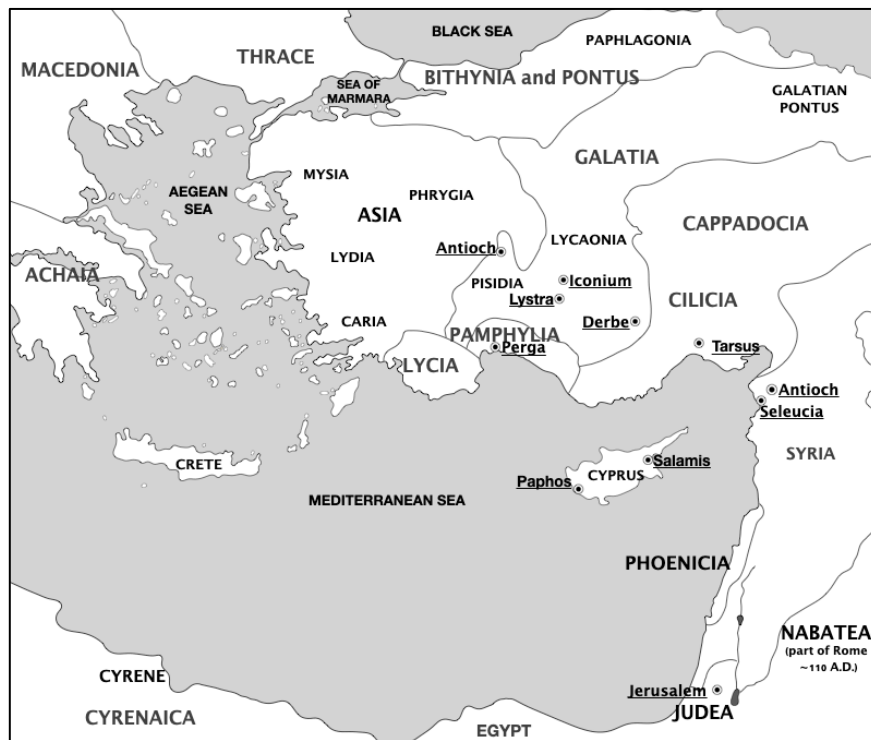 BLACK SEA
PAPHLAGONIA
THRACE
MACEDONIA
BITHYNIA and PONTUS
SEA OF
MARMARA
GALATIAN
PONTUS
GALATIA
MYSIA
AEGEAN
SEA
PHRYGIA
ASIA
CAPPADOCIA
LYCAONIA
Antioch
LYDIA
ACHAIA
PISIDIA
Iconium
Lystra
CILICIA
CARIA
Derbe
PAMPHYLIA
Perga
Tarsus
LYCIA
Antioch
Seleucia
CRETE
SYRIA
Salamis
CYPRUS
Paphos
MEDITERRANEAN SEA
PHOENICIA
NABATEA
(part of Rome
~110 A.D.)
CYRENE
Jerusalem
JUDEA
CYRENAICA
EGYPT